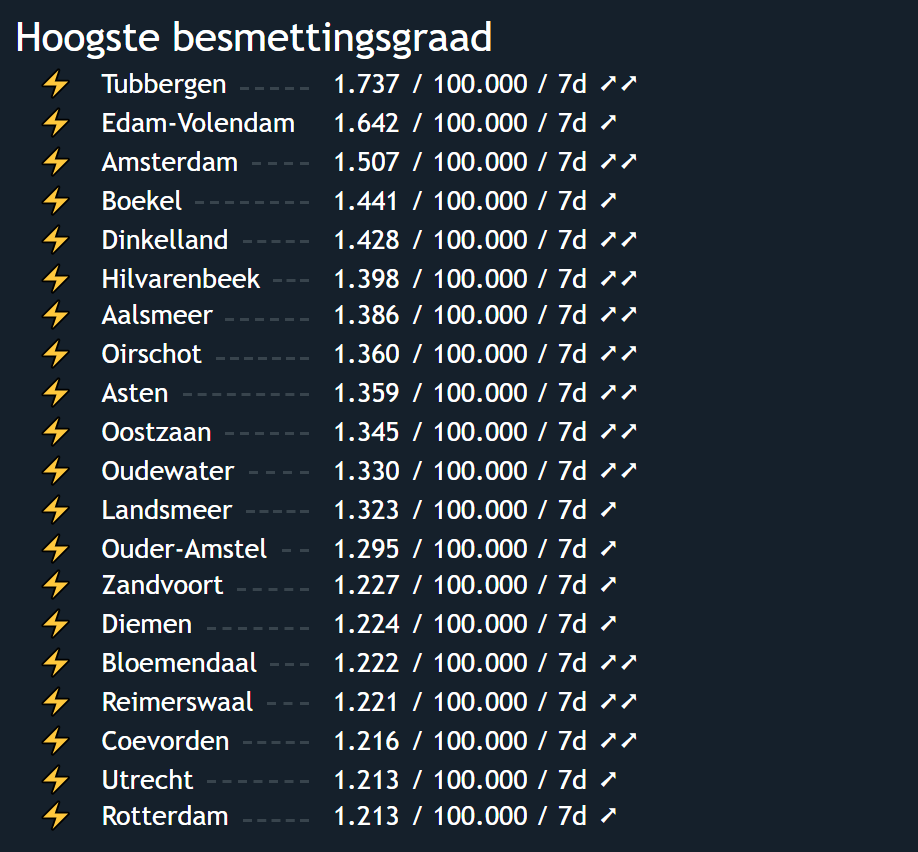 Hoogste besmettingsgraad
⚡ Tubbergen ----- 1.737 / 100.000 / 7d ➚➚
⚡ Edam-Volendam 1.642 / 100.000 / 7d ➚
⚡ Amsterdam ---- 1.507 / 100.000 / 7d ➚➚
⚡ Boekel -------- 1.441 / 100.000 / 7d ➚
⚡ Dinkelland ----- 1.428 / 100.000 / 7d ➚➚
⚡ Hilvarenbeek --- 1.398 / 100.000 / 7d ➚➚
⚡ Aalsmeer ------ 1.386 / 100.000 / 7d ➚➚
⚡ Oirschot ------- 1.360 / 100.000 / 7d ➚➚
⚡ Asten --------- 1.359 / 100.000 / 7d ➚➚
⚡ Oostzaan ------ 1.345 / 100.000 / 7d ➚➚
⚡ Oudewater ---- 1.330 / 100.000 / 7d ➚➚
⚡ Landsmeer ----- 1.323 / 100.000 / 7d ➚
⚡ Ouder-Amstel -- 1.295 / 100.000 / 7d ➚
⚡ Zandvoort ----- 1.227 / 100.000 / 7d ➚
⚡ Diemen ------- 1.224 / 100.000 / 7d ➚
⚡ Bloemendaal --- 1.222 / 100.000 / 7d ➚➚
⚡ Reimerswaal --- 1.221 / 100.000 / 7d ➚➚
⚡ Coevorden ----- 1.216 / 100.000 / 7d ➚➚
⚡ Utrecht ------- 1.213 / 100.000 / 7d ➚
⚡ Rotterdam ----- 1.213 / 100.000 / 7d ➚